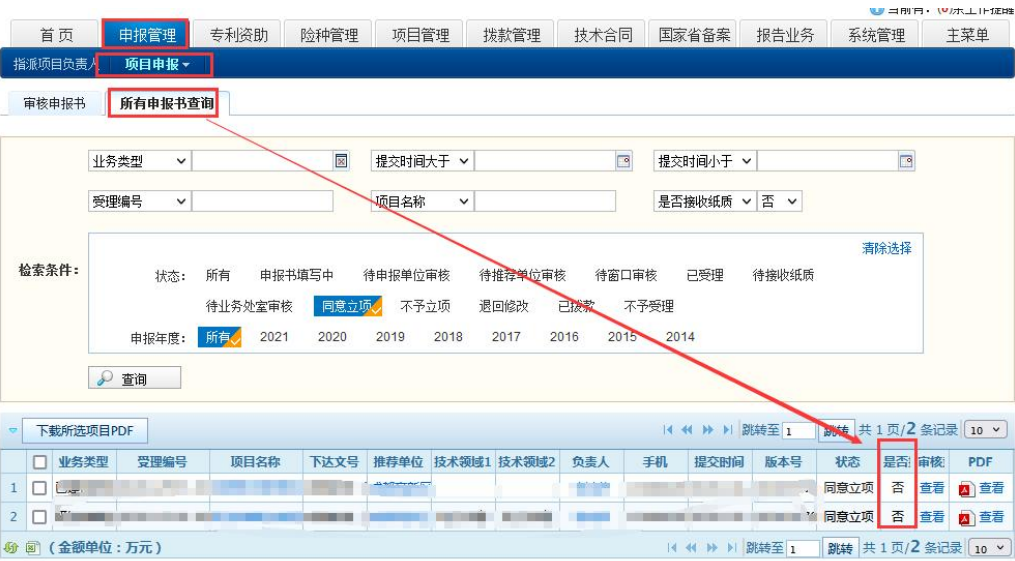 当前有: (0条工作提醒
首页 申报管理 专利资助 险种管理 项目管理 拨款管理 技术合同 国家省备案 报告业务 系统管理 主菜单
指派项目负责人 项目申报
审核申报书 所有申报书查询
业务类型 提交时间大于 提交时间小于
受理编号 项目名称 是否接收纸质 否
清除选择
检索条件:
状态: 所有 申报书填写中 待申报单位审核 待推荐单位审核 待窗口审核 已受理 待接收纸质
待业务处室审核 同意立项 不予立项 退回修改 已拨款 不予受理
申报年度: 所有 2021 2020 2019 2018 2017 2016 2015 2014
查询
下载所选项目PDF 跳转至 1 跳转 共 1 页/2 条记录 10
业务类型 受理编号 项目名称 下达文号 推荐单位 技术领域1 技术领域2 负责人 手机 提交时间 版本号 状态 是否 审核 PDF
1 同意立项 否 查看 查看
2 同意立项 否 查看 查看
(金额单位:万元) 跳转至 1 跳转 共 1 页/2 条记录 10